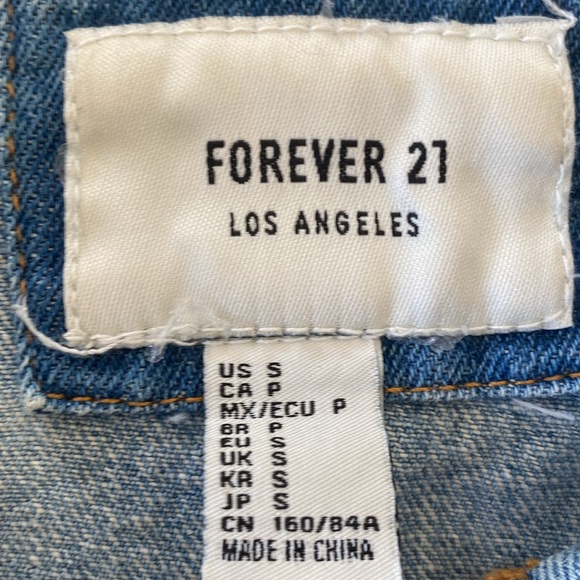 FOREVER 21
LOS ANGELES
US S
CA P
MX/ECU P
BR P
EU S
UK S
KR S
JP S
CN 160/84A
MADE IN CHINA